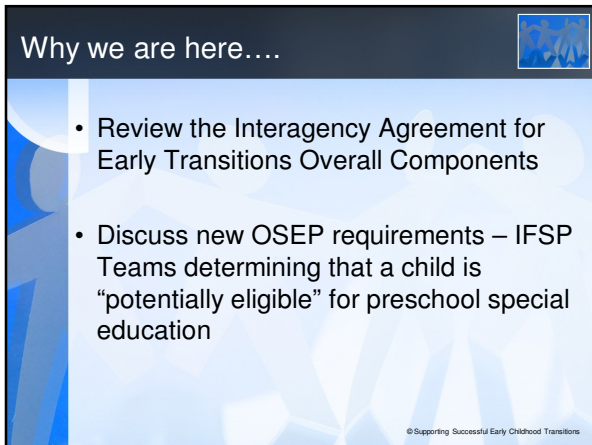 Why we are here….
• Review the Interagency Agreement for
Early Transitions Overall Components
• Discuss new OSEP requirements – IFSP
Teams determining that a child is
“potentially eligible” for preschool special
education
© Supporting Successful Early Childhood Transitions